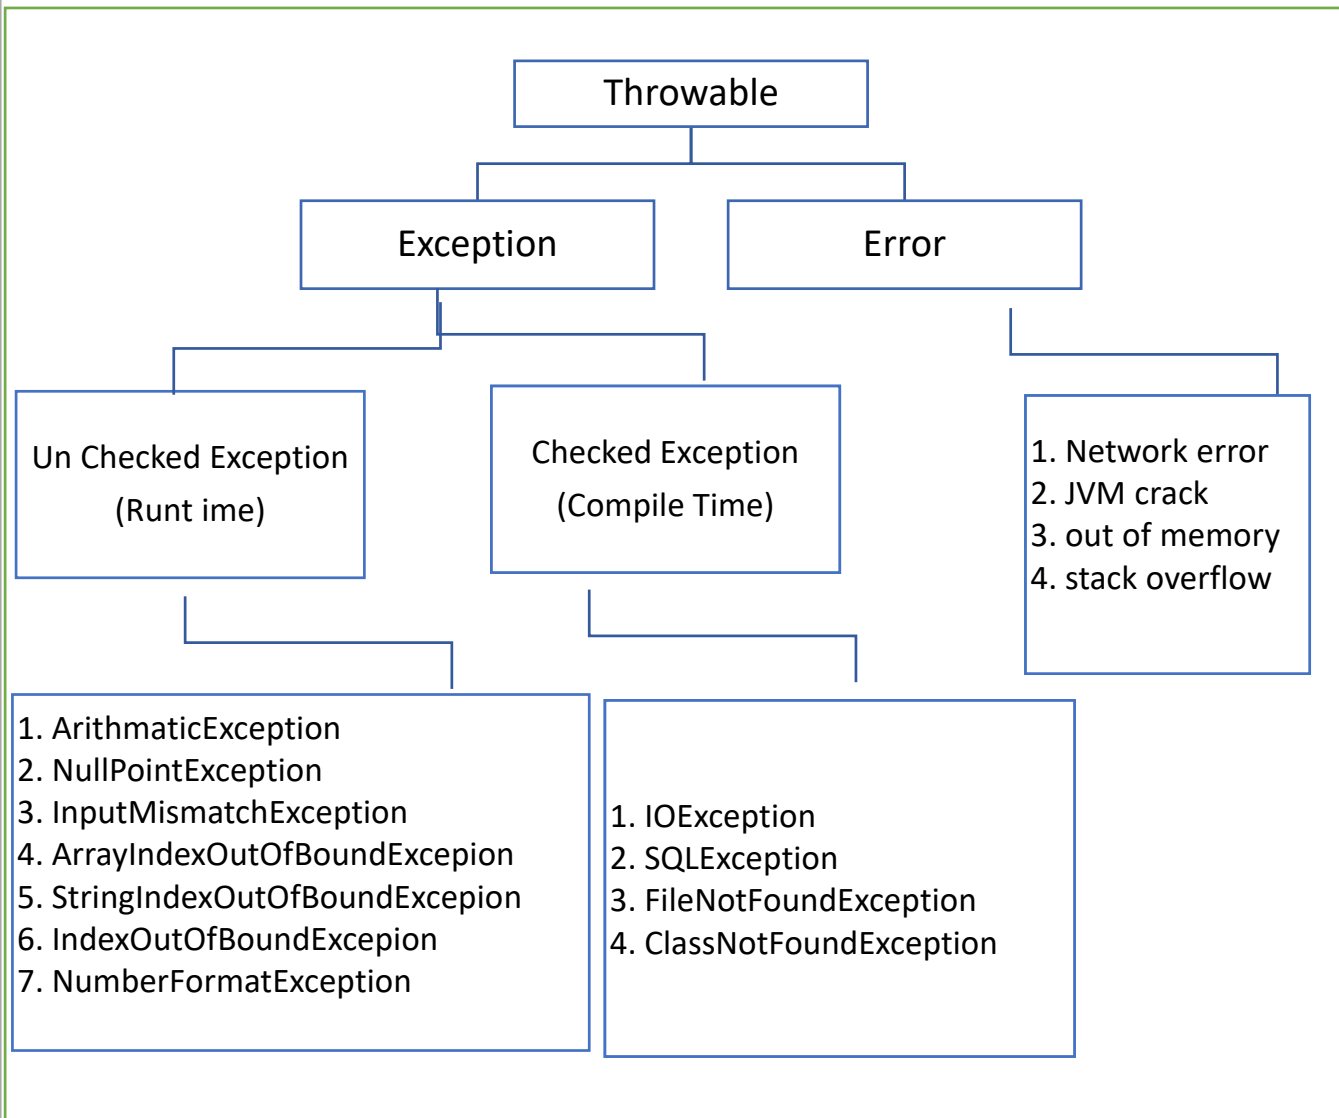 Throwable
Exception
Error
Un Checked Exception
(Runt ime)
Checked Exception
(Compile Time)
1. Network error
2. JVM crack
3. out of memory
4. stack overflow
1. ArithmaticException
2. NullPointException
3. InputMismatchException
4. ArrayIndexOutOfBoundExcepion
5. StringIndexOutOfBoundExcepion
6. IndexOutOfBoundExcepion
7. NumberFormatException
1. IOException
2. SQLException
3. FileNotFoundException
4. ClassNotFoundException